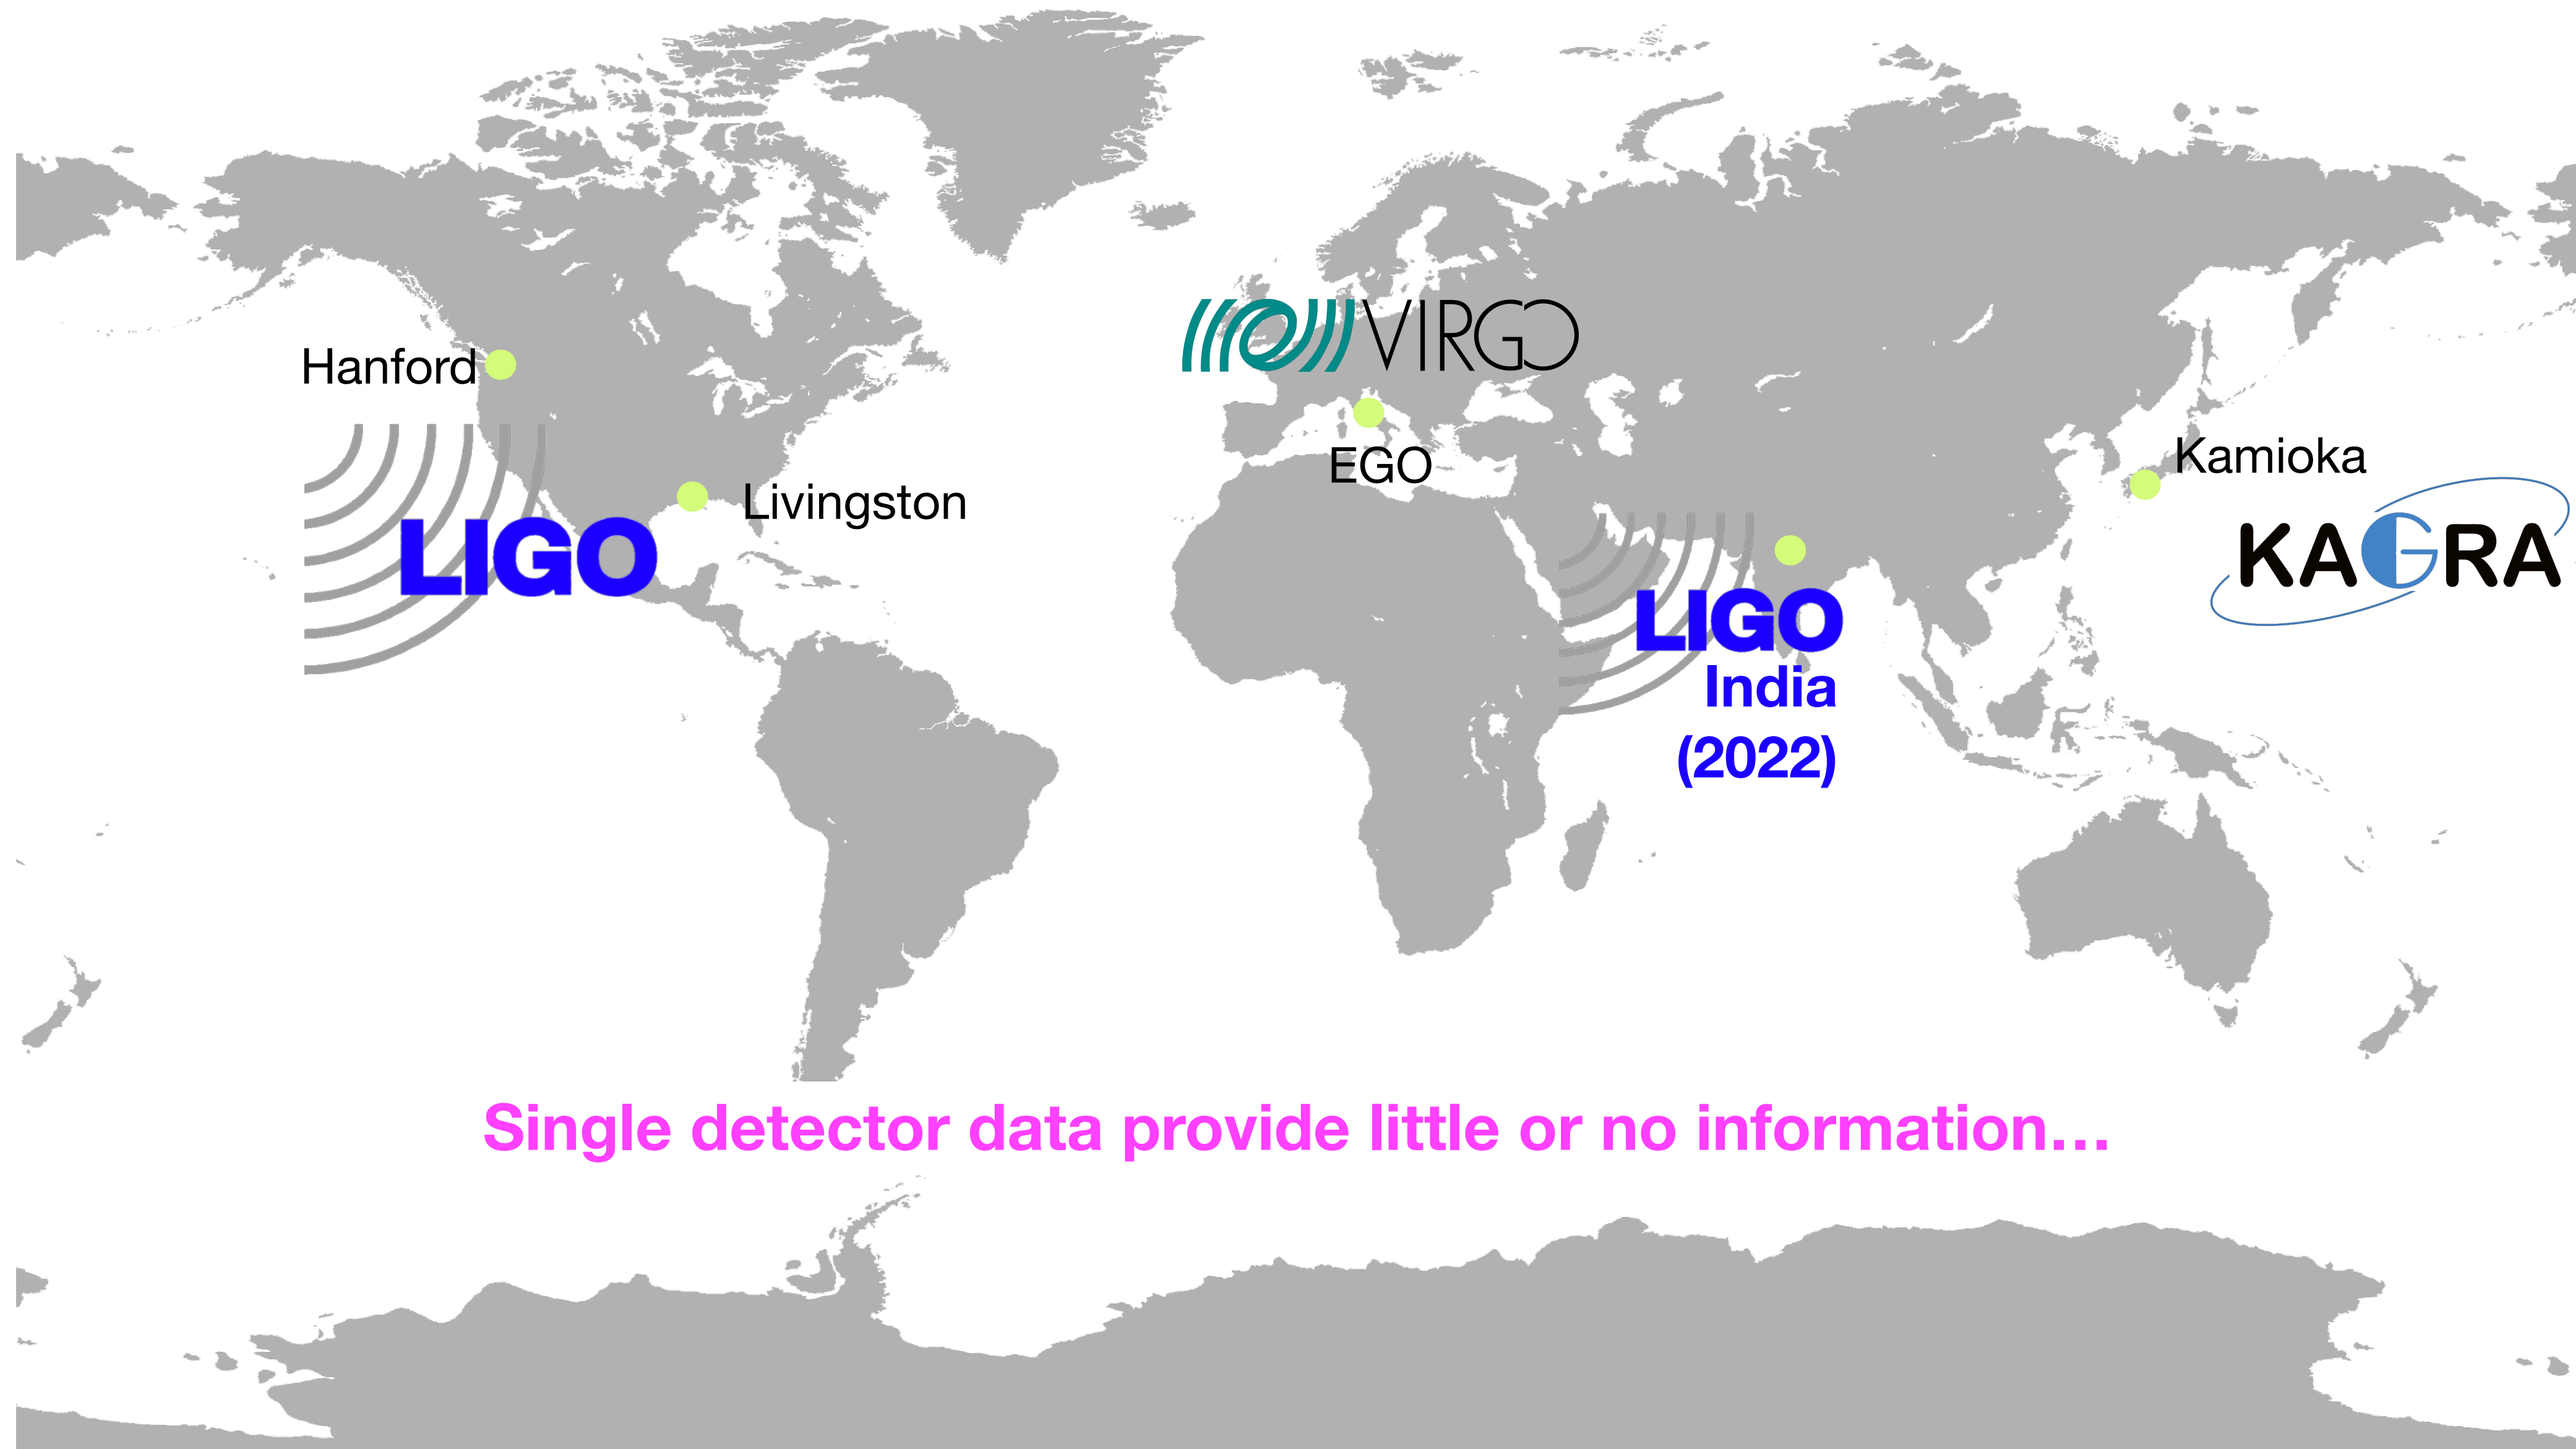 VIRGO
Hanford
EGO
Kamioka
Livingston
LIGO
KAGRA
LIGO
India
(2022)
Single detector data provide little or no information…